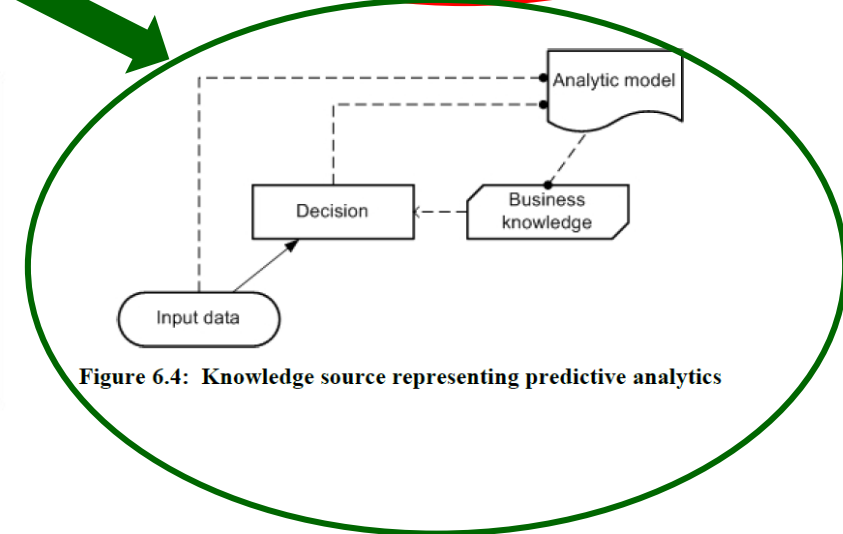 Analytic model
Decision
Business
knowledge
Input data
Figure 6.4: Knowledge source representing predictive analytics